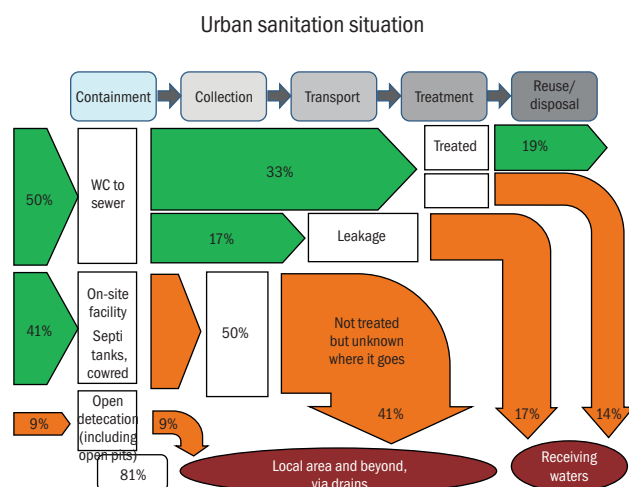 Urban sanitation situation
Containment
Collection
Transport
Treatment
Reuse/
disposal
50%
WC to
sewer
33%
Treated
19%
17%
Leakage
41%
On-site
facility
Septi
tanks,
cowred
50%
Not treated
but unknown
where it goes
41%
17%
14%
9%
Open
detecation
(including
open pits)
9%
81%
Local area and beyond,
via drains
Receiving
waters